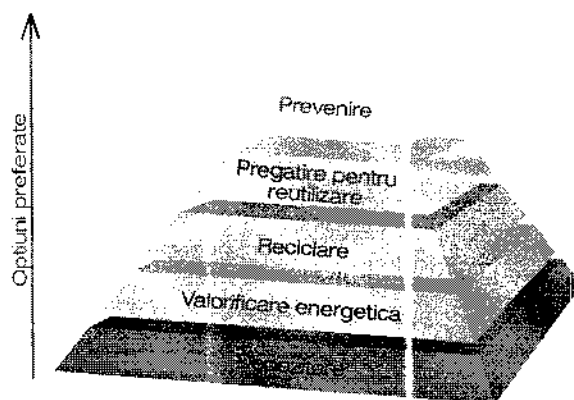 Optiuni preferate
Prevenire
Pregatire pentru
reutilizare
Reciclare
Valorificare energetica